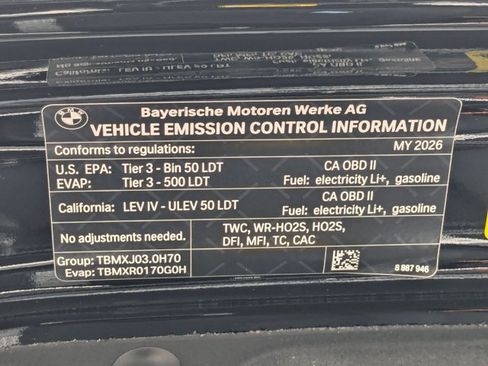 BMW
Bayerische Motoren Werke AG
VEHICLE EMISSION CONTROL INFORMATION
Conforms to regulations: MY 2026
U.S. EPA: Tier 3 - Bin 50 LDT CA OBD II
EVAP: Tier 3 - 500 LDT Fuel: electricity Li+, gasoline
California: LEV IV - ULEV 50 LDT CA OBD II
Fuel: electricity Li+, gasoline
No adjustments needed. TWC, WR-HO2S, HO2S,
DFI, MFI, TC, CAC
Group: TBMXJ03.0H70
Evap: TBMXR0170G0H 8 887 946